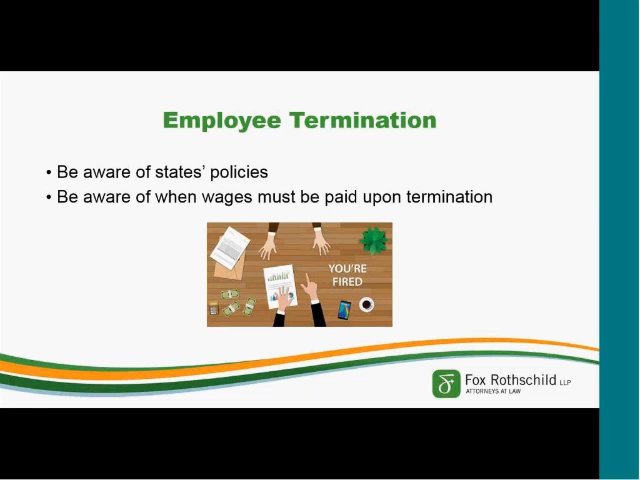 Employee Termination
• Be aware of states’ policies
• Be aware of when wages must be paid upon termination
YOU'RE
FIRED
Fox Rothschild LLP
ATTORNEYS AT LAW